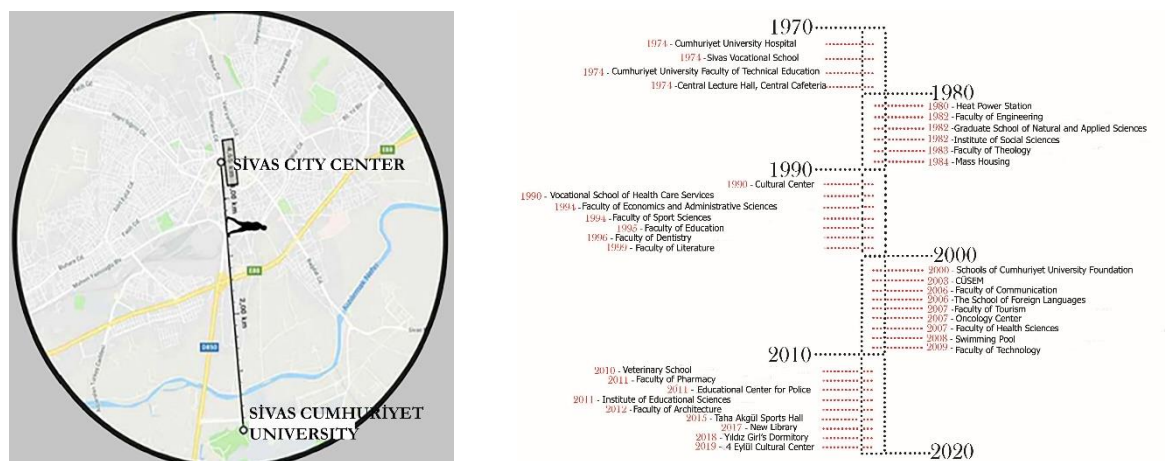 SİVAS CITY CENTER
2,00 km
E88
E88
D850
SİVAS CUMHURİYET
UNIVERSITY
1970
1974 - Cumhuriyet University Hospital
1974 - Sivas Vocational School
1974 - Cumhuriyet University Faculty of Technical Education
1974 - Central Lecture Hall, Central Cafeteria
1980
1980 - Heat Power Station
1982 - Faculty of Engineering
1982 -Graduate School of Natural and Applied Sciences
1982 - Institute of Social Sciences
1983 - Faculty of Theology
1984 - Mass Housing
1990
1990 - Cultural Center
1990 - Vocational School of Health Care Services
1994 - Faculty of Economics and Administrative Sciences
1994 - Faculty of Sport Sciences
1995 - Faculty of Education
1996 - Faculty of Dentistry
1999 - Faculty of Literature
2000
2000 - Schools of Cumhuriyet University Foundation
2003 - CÜSEM
2006 - Faculty of Communication
2006 -The School of Foreign Languages
2007 - Faculty of Tourism
2007 - Oncology Center
2007 - Faculty of Health Sciences
2008 - Swimming Pool
2009 - Faculty of Technology
2010
2010 - Veterinary School
2011 - Faculty of Pharmacy
2011 - Educational Center for Police
2011 - Institute of Educational Sciences
2012 - Faculty of Architecture
2015 - Taha Akgül Sports Hall
2017 - New Library
2018 - Yıldız Girl's Dormitory
2019 - 4 Eylül Cultural Center
2020